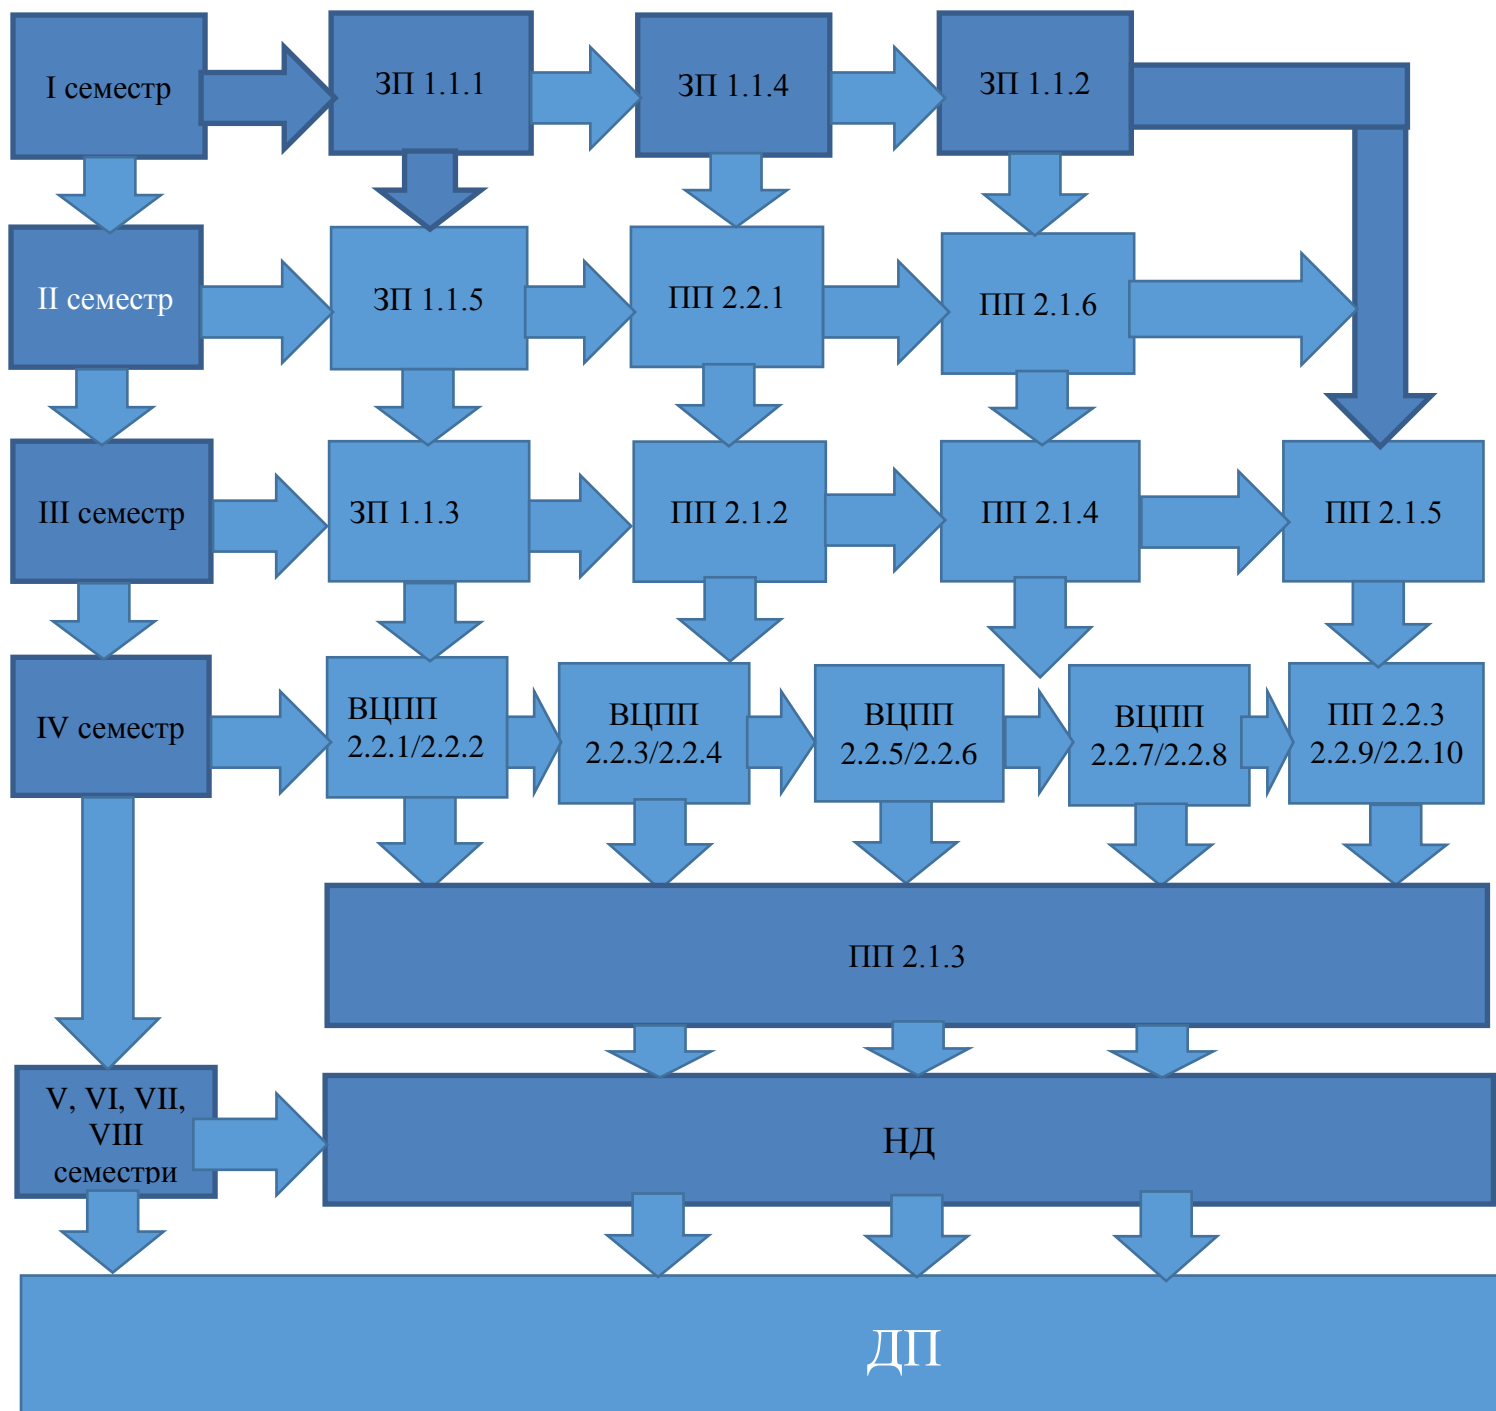 I семестр
ЗП 1.1.1
ЗП 1.1.4
ЗП 1.1.2
II семестр
ЗП 1.1.5
ПП 2.2.1
ПП 2.1.6
III семестр
ЗП 1.1.3
ПП 2.1.2
ПП 2.1.4
ПП 2.1.5
IV семестр
ВЦПП
2.2.1/2.2.2
ВЦПП
2.2.3/2.2.4
ВЦПП
2.2.5/2.2.6
ВЦПП
2.2.7/2.2.8
ПП 2.2.3
2.2.9/2.2.10
ПП 2.1.3
V, VI, VII,
VIII
семестри
НД
ДП